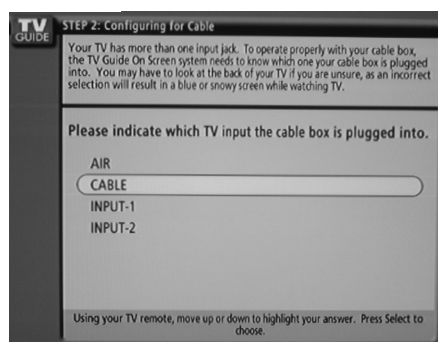 TV
GUIDE
STEP 2: Configuring for Cable
Your TV has more than one input jack. To operate properly with your cable box,
the TV Guide On Screen system needs to know which one your cable box is plugged
into. You may have to look at the back of your TV if you are unsure, as an incorrect
selection will result in a blue or snowy screen while watching TV.
Please indicate which TV input the cable box is plugged into.
AIR
CABLE
INPUT-1
INPUT-2
Using your TV remote, move up or down to highlight your answer. Press Select to
choose.